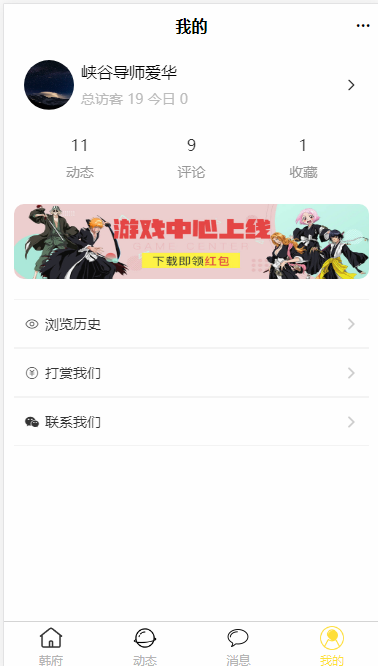 我的
峡谷导师爱华
总访客 19 今日 0
11
9
1
动态
评论
收藏
游戏中心上线
GAME CENTER
下载即领红包
浏览历史
打赏我们
联系我们
韩府
动态
消息
我的